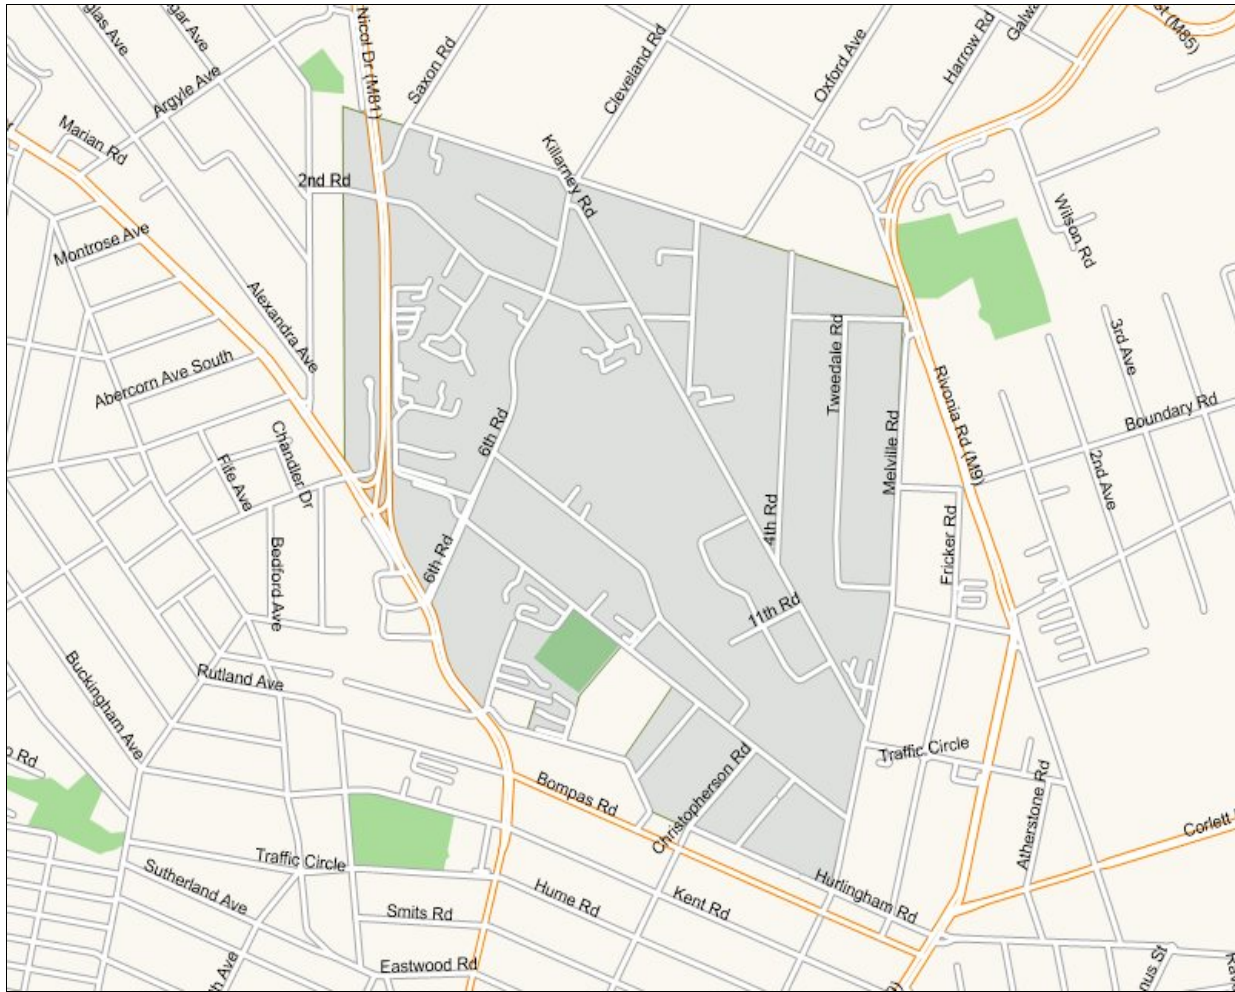 Nicol Dr (M81)
Saxon Rd
Cleveland Rd
Oxford Ave
Harrow Rd
(M85)
Argyle Ave
Marian Rd
2nd Rd
Killarney Rd
Wilson Rd
Montrose Ave
Alexandra Ave
Abercorn Ave South
Tweedale Rd
3rd Ave
Rivonia Rd (M9)
Boundary Rd
6th Rd
Chandler Dr
Fife Ave
Melville Rd
2nd Ave
4th Rd
Fricker Rd
6th Rd
Bedford Ave
11th Rd
Buckingham Ave
Rutland Ave
Traffic Circle
Christopherson Rd
Bompas Rd
Atherstone Rd
Corlett
Traffic Circle
Sutherland Ave
Hurlingham Rd
Hume Rd
Kent Rd
Smits Rd
Eastwood Rd
Ave
St